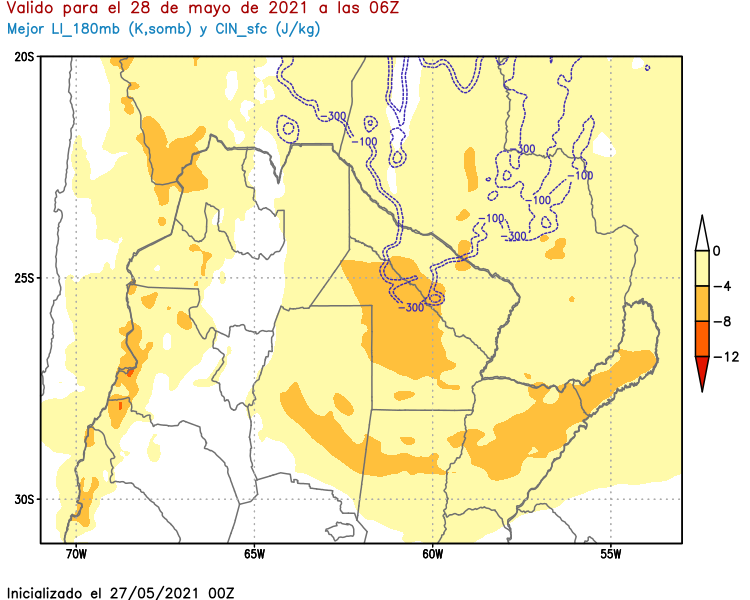 Valido para el 28 de mayo de 2021 a las 06Z
Mejor LI_180mb (K,somb) y CIN_sfc (J/kg)
20S
-300
-100
-300
-100
-100
-100
-300
0
25S
-4
-300
-8
-12
30S
70W 65W 60W 55W
Inicializado el 27/05/2021 00Z